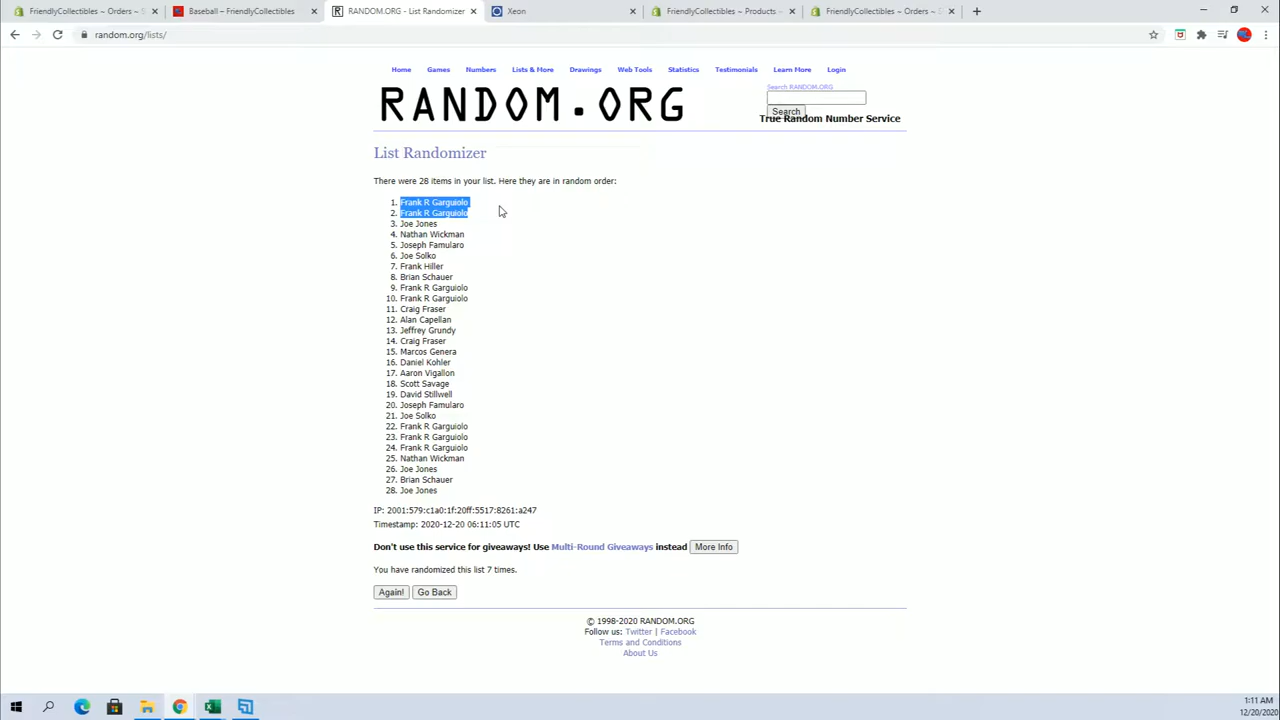 FriendlyCollectibles ~ Orders ~ S
Baseball – FriendlyCollectibles
RANDOM.ORG - List Randomizer
Xeon
FriendlyCollectibles ~ Products ~
FriendlyCollectibles ~ Orders ~ S
random.org/lists/
Home Games Numbers Lists & More Drawings Web Tools Statistics Testimonials Learn More Login
Search RANDOM.ORG
RANDOM.ORG
Search
True Random Number Service
List Randomizer
There were 28 items in your list. Here they are in random order:
1. Frank R Garguiolo
2. Frank R Garguiolo
3. Joe Jones
4. Nathan Wickman
5. Joseph Famularo
6. Joe Solko
7. Frank Hiller
8. Brian Schauer
9. Frank R Garguiolo
10. Frank R Garguiolo
11. Craig Fraser
12. Alan Capellan
13. Jeffrey Grundy
14. Craig Fraser
15. Marcos Genera
16. Daniel Kohler
17. Aaron Vigallon
18. Scott Savage
19. David Stillwell
20. Joseph Famularo
21. Joe Solko
22. Frank R Garguiolo
23. Frank R Garguiolo
24. Frank R Garguiolo
25. Nathan Wickman
26. Joe Jones
27. Brian Schauer
28. Joe Jones
IP: 2001:579:c1a0:1f:20ff:5517:8261:a247
Timestamp: 2020-12-20 06:11:05 UTC
Don't use this service for giveaways! Use Multi-Round Giveaways instead More Info
You have randomized this list 7 times.
Again! Go Back
© 1998-2020 RANDOM.ORG
Follow us: Twitter | Facebook
Terms and Conditions
About Us
1:11 AM
12/20/2020